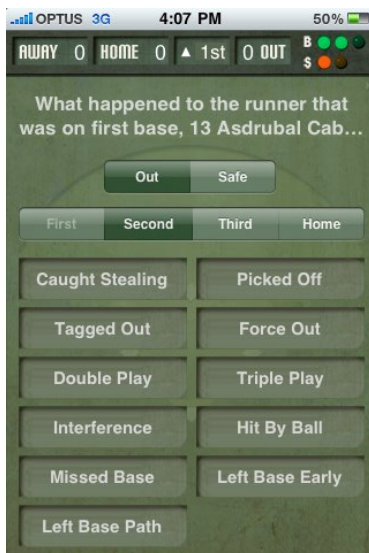 OPTUS 3G 4:07 PM 50%
AWAY 0 HOME 0 ▲ 1st 0 OUT B
S
What happened to the runner that
was on first base, 13 Asdrubal Cab...
Out Safe
First Second Third Home
Caught Stealing Picked Off
Tagged Out Force Out
Double Play Triple Play
Interference Hit By Ball
Missed Base Left Base Early
Left Base Path